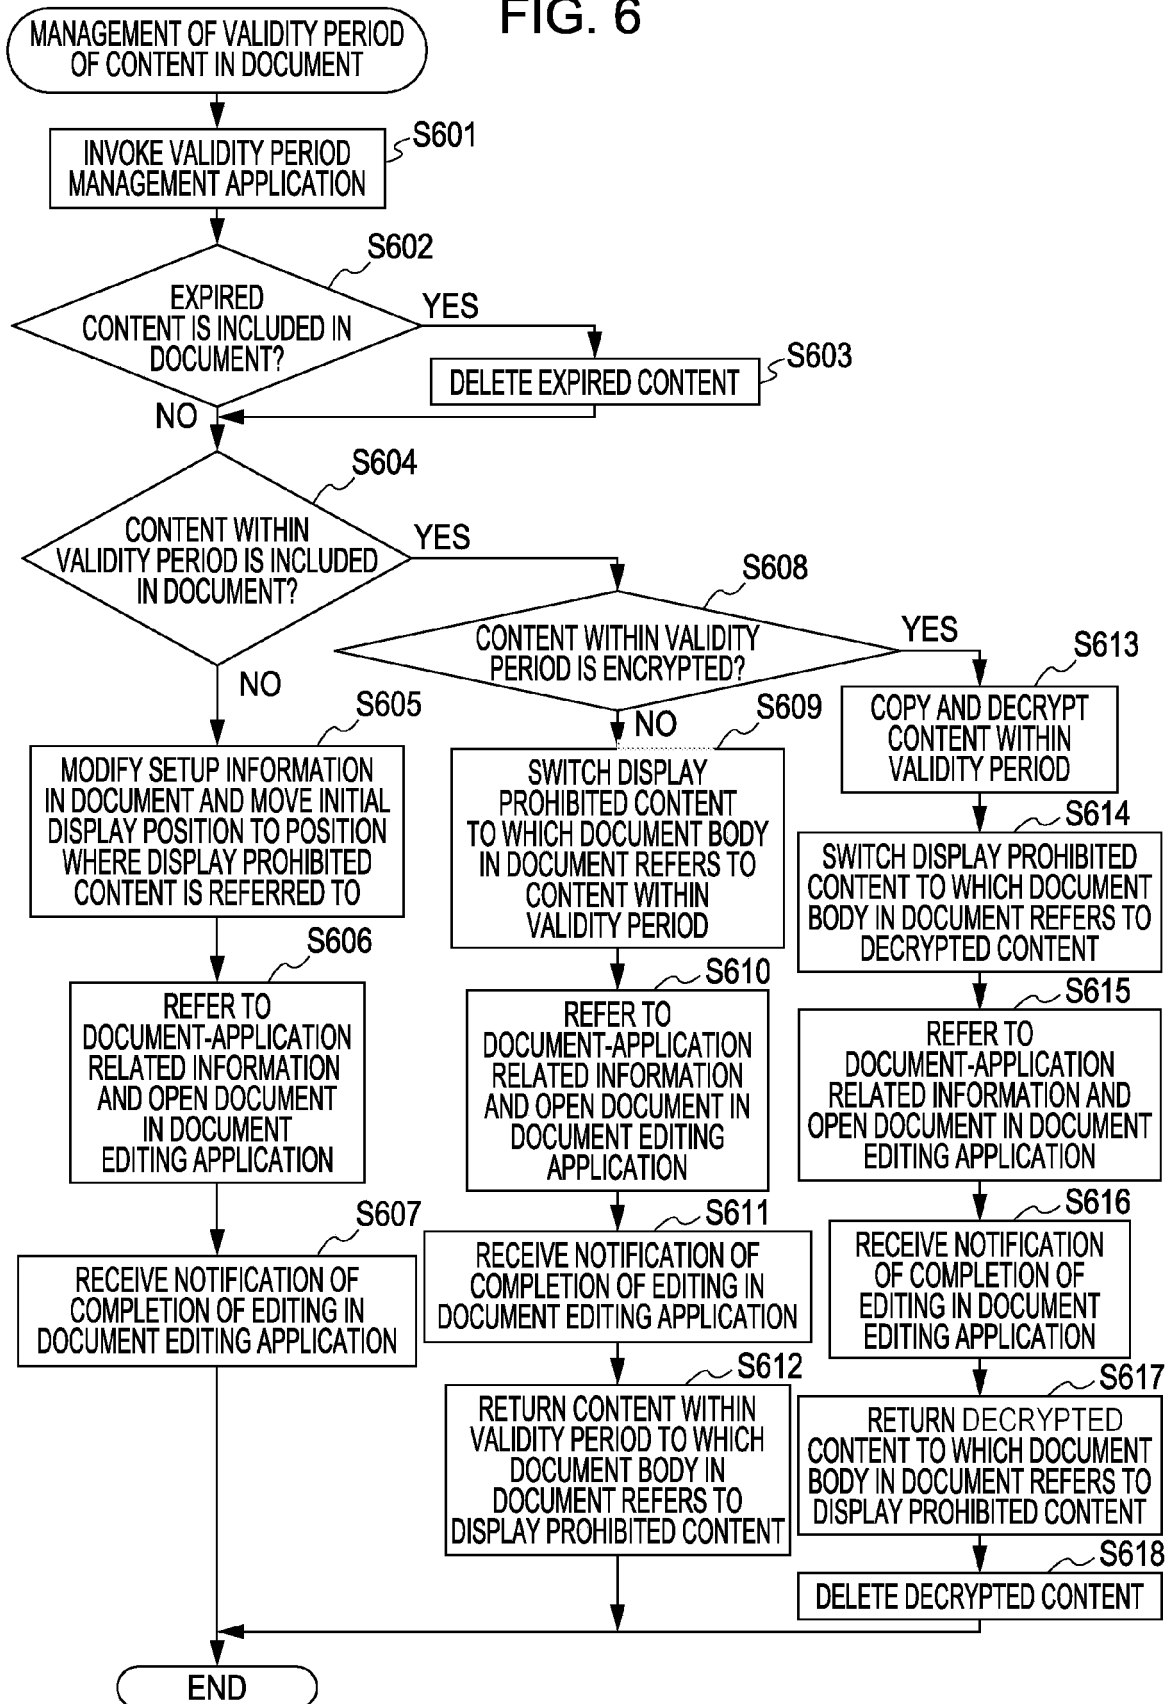 FIG. 6
MANAGEMENT OF VALIDITY PERIOD
OF CONTENT IN DOCUMENT
S601
INVOKE VALIDITY PERIOD
MANAGEMENT APPLICATION
S602
EXPIRED
CONTENT IS INCLUDED IN
DOCUMENT?
YES
S603
DELETE EXPIRED CONTENT
NO
S604
CONTENT WITHIN
VALIDITY PERIOD IS INCLUDED
IN DOCUMENT?
YES
NO
S605
MODIFY SETUP INFORMATION
IN DOCUMENT AND MOVE INITIAL
DISPLAY POSITION TO POSITION
WHERE DISPLAY PROHIBITED
CONTENT IS REFERRED TO
S606
REFER TO
DOCUMENT-APPLICATION
RELATED INFORMATION
AND OPEN DOCUMENT
IN DOCUMENT
EDITING APPLICATION
S607
RECEIVE NOTIFICATION OF
COMPLETION OF EDITING IN
DOCUMENT EDITING APPLICATION
S608
CONTENT WITHIN VALIDITY
PERIOD IS ENCRYPTED?
YES
NO
S609
SWITCH DISPLAY
PROHIBITED CONTENT
TO WHICH DOCUMENT BODY
IN DOCUMENT REFERS TO
CONTENT WITHIN
VALIDITY PERIOD
S610
REFER TO
DOCUMENT-APPLICATION
RELATED INFORMATION
AND OPEN DOCUMENT IN
DOCUMENT EDITING
APPLICATION
S611
RECEIVE NOTIFICATION OF
COMPLETION OF EDITING IN
DOCUMENT EDITING APPLICATION
S612
RETURN CONTENT WITHIN
VALIDITY PERIOD TO WHICH
DOCUMENT BODY IN
DOCUMENT REFERS TO
DISPLAY PROHIBITED CONTENT
S613
COPY AND DECRYPT
CONTENT WITHIN
VALIDITY PERIOD
S614
SWITCH DISPLAY PROHIBITED
CONTENT TO WHICH DOCUMENT
BODY IN DOCUMENT REFERS TO
DECRYPTED CONTENT
S615
REFER TO
DOCUMENT-APPLICATION
RELATED INFORMATION AND
OPEN DOCUMENT IN DOCUMENT
EDITING APPLICATION
S616
RECEIVE NOTIFICATION
OF COMPLETION OF
EDITING IN DOCUMENT
EDITING APPLICATION
S617
RETURN DECRYPTED
CONTENT TO WHICH DOCUMENT
BODY IN DOCUMENT REFERS TO
DISPLAY PROHIBITED CONTENT
S618
DELETE DECRYPTED CONTENT
END